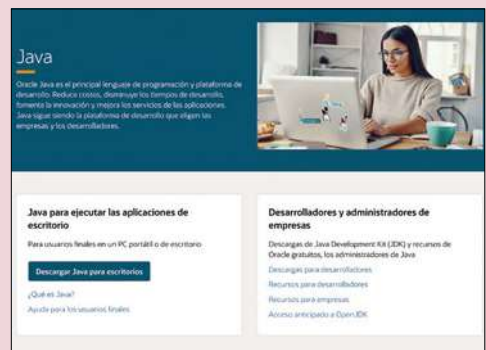 Java
Oracle Java es el principal lenguaje de programación y plataforma de
desarrollo. Reduce costos, disminuye los tiempos de desarrollo,
fomenta la innovación y mejora los servicios de las aplicaciones.
Java sigue siendo la plataforma de desarrollo que eligen las
empresas y los desarrolladores.
Java para ejecutar las aplicaciones de
escritorio
Para usuarios finales en un PC portátil o de escritorio
Descargar Java para escritorios
¿Qué es Java?
Ayuda para los usuarios finales
Desarrolladores y administradores de
empresas
Descargas de Java Development Kit (JDK) y recursos de
Oracle gratuitos, los administradores de Java
Descargas para desarrolladores
Recursos para desarrolladores
Recursos para empresas
Acceso anticipado a OpenJDK